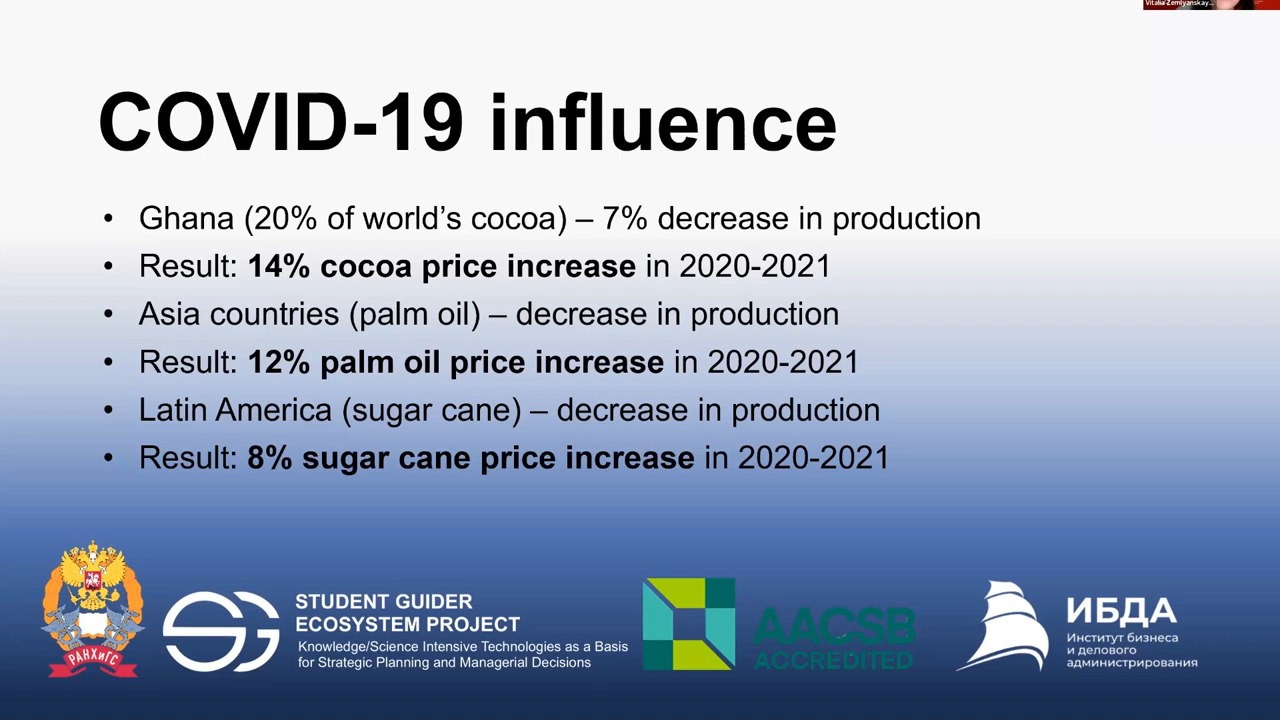 Vitalia Zemlyanskay...
COVID-19 influence
• Ghana (20% of world’s cocoa) – 7% decrease in production
• Result: 14% cocoa price increase in 2020-2021
• Asia countries (palm oil) – decrease in production
• Result: 12% palm oil price increase in 2020-2021
• Latin America (sugar cane) – decrease in production
• Result: 8% sugar cane price increase in 2020-2021
РАНХиГС
SG
STUDENT GUIDER
ECOSYSTEM PROJECT
Knowledge/Science Intensive Technologies as a Basis
for Strategic Planning and Managerial Decisions
AACSB
ACCREDITED
ИБДА
Институт бизнеса
и делового
администрирования